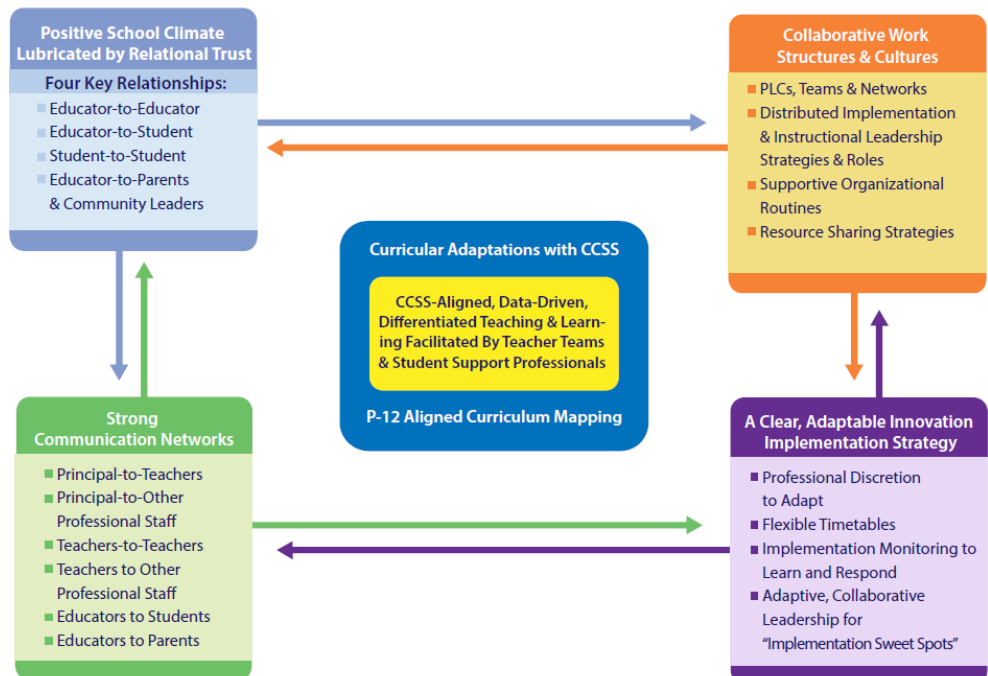 Positive School Climate
Lubricated by Relational Trust
Four Key Relationships:
Educator-to-Educator
Educator-to-Student
Student-to-Student
Educator-to-Parents
& Community Leaders
Collaborative Work
Structures & Cultures
PLCs, Teams & Networks
Distributed Implementation
& Instructional Leadership
Strategies & Roles
Supportive Organizational
Routines
Resource Sharing Strategies
Curricular Adaptations with CCSS
CCSS-Aligned, Data-Driven,
Differentiated Teaching & Learn-
ing Facilitated By Teacher Teams
& Student Support Professionals
P-12 Aligned Curriculum Mapping
Strong
Communication Networks
Principal-to-Teachers
Principal-to-Other
Professional Staff
Teachers-to-Teachers
Teachers to Other
Professional Staff
Educators to Students
Educators to Parents
A Clear, Adaptable Innovation
Implementation Strategy
Professional Discretion
to Adapt
Flexible Timetables
Implementation Monitoring to
Learn and Respond
Adaptive, Collaborative
Leadership for
“Implementation Sweet Spots”